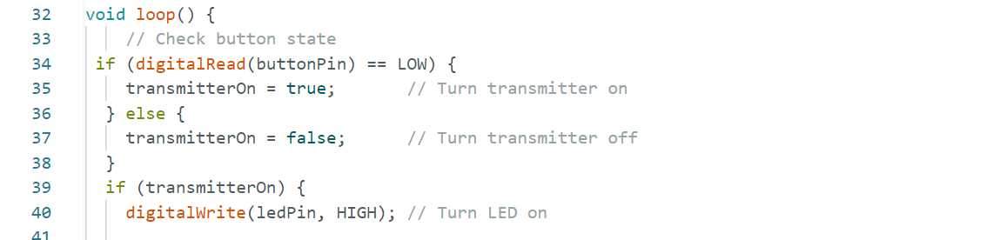 32 void loop() {
33 // Check button state
34 if (digitalRead(buttonPin) == LOW) {
35 transmitterOn = true; // Turn transmitter on
36 } else {
37 transmitterOn = false; // Turn transmitter off
38 }
39 if (transmitterOn) {
40 digitalWrite(ledPin, HIGH); // Turn LED on
41